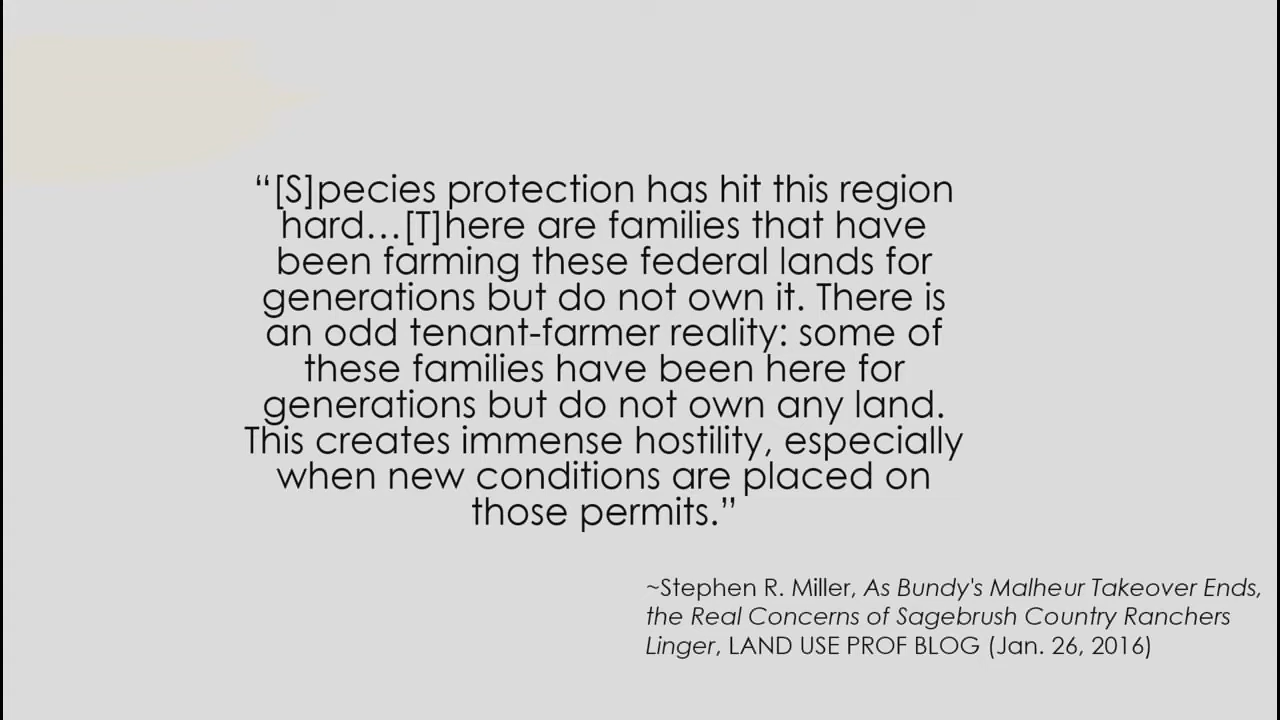 “[S]pecies protection has hit this region
hard…[T]here are families that have
been farming these federal lands for
generations but do not own it. There is
an odd tenant-farmer reality: some of
these families have been here for
generations but do not own any land.
This creates immense hostility, especially
when new conditions are placed on
those permits.”
~Stephen R. Miller, As Bundy's Malheur Takeover Ends,
the Real Concerns of Sagebrush Country Ranchers
Linger, LAND USE PROF BLOG (Jan. 26, 2016)